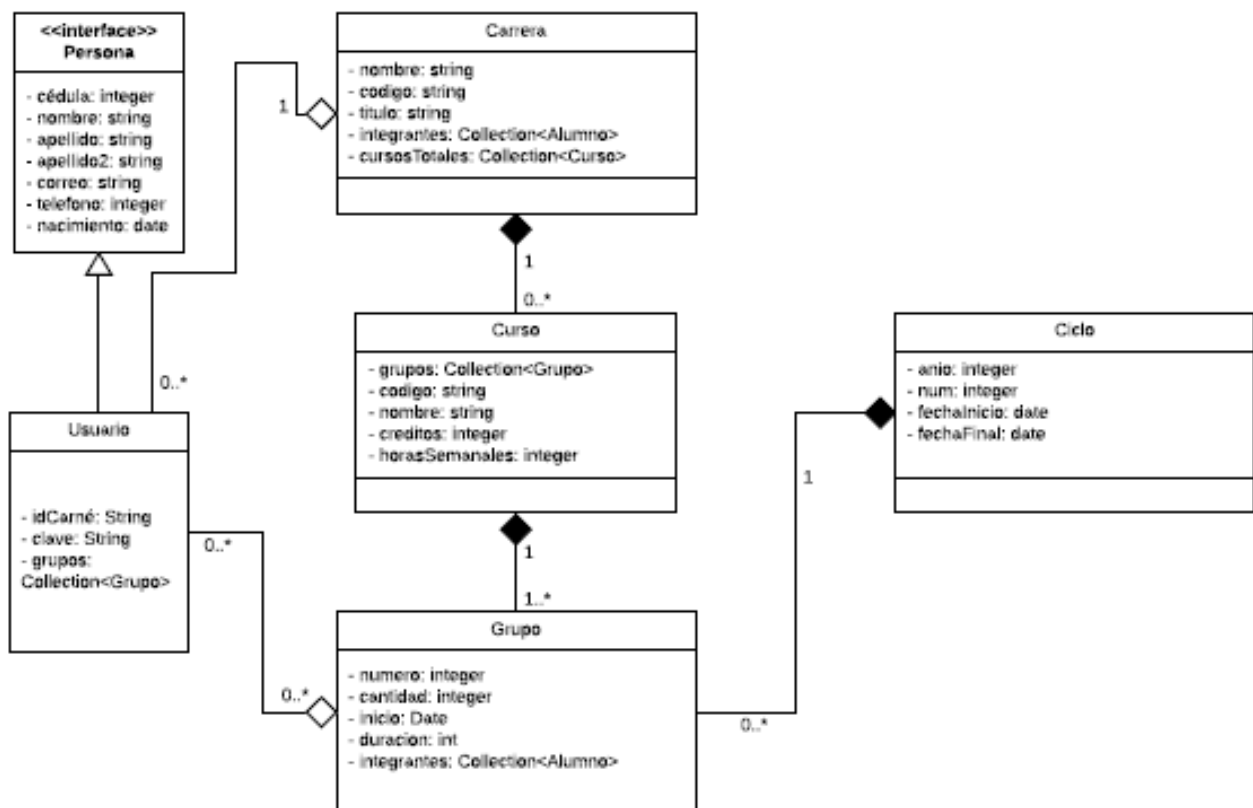 <<interface>>
Persona
- cédula: integer
- nombre: string
- apellido: string
- apellido2: string
- correo: string
- telefono: integer
- nacimiento: date
Carrera
- nombre: string
- codigo: string
- titulo: string
- integrantes: Collection<Alumno>
- cursosTotales: Collection<Curso>
1
0..*
1
0..*
Curso
- grupos: Collection<Grupo>
- codigo: string
- nombre: string
- creditos: integer
- horasSemanales: integer
Ciclo
- anio: integer
- num: integer
- fechaInicio: date
- fechaFinal: date
Usuario
- idCarné: String
- clave: String
- grupos:
Collection<Grupo>
0..*
0..*
1
1..*
1
0..*
Grupo
- numero: integer
- cantidad: integer
- inicio: Date
- duracion: int
- integrantes: Collection<Alumno>